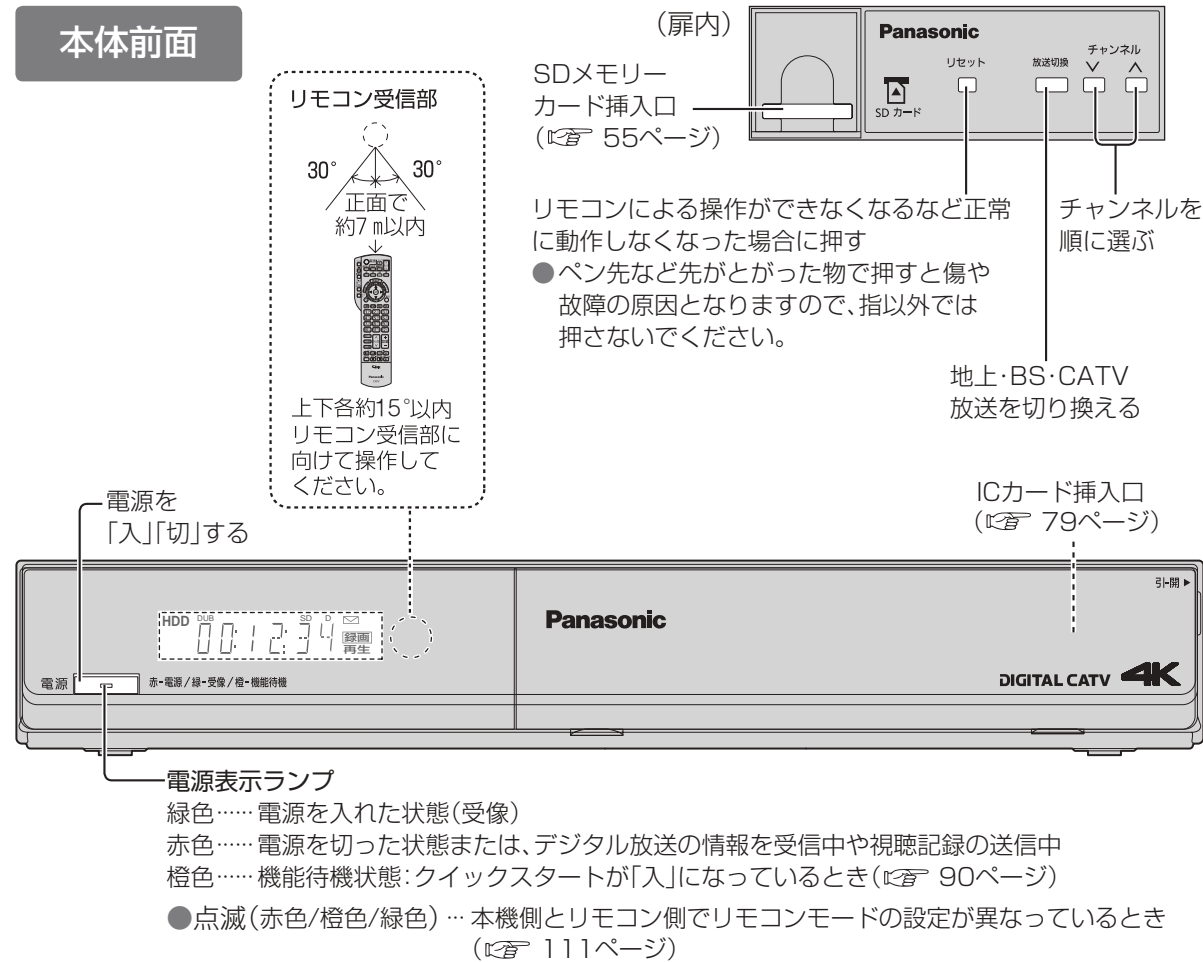 本体前面
(扉内)
Panasonic
チャンネル
リセット
放送切換
SD カード
SDメモリー
カード挿入口
(☞ 55ページ)
リモコン受信部
30°
30°
正面で
約7 m以内
上下各約15°以内
リモコン受信部に
向けて操作して
ください。
リモコンによる操作ができなくなるなど正常
に動作しなくなった場合に押す
●ペン先など先がとがった物で押すと傷や
故障の原因となりますので、指以外では
押さないでください。
チャンネルを
順に選ぶ
地上・BS・CATV
放送を切り換える
電源を
「入」「切」する
ICカード挿入口
(☞ 79ページ)
引-開▶
HDD DUB SD D
00:12:34
録画
再生
Panasonic
電源
赤-電源/緑-受像/橙-機能待機
DIGITAL CATV 4K
電源表示ランプ
緑色……電源を入れた状態(受像)
赤色……電源を切った状態または、デジタル放送の情報を受信中や視聴記録の送信中
橙色……機能待機状態:クイックスタートが「入」になっているとき(☞ 90ページ)
●点滅(赤色/橙色/緑色)…本機側とリモコン側でリモコンモードの設定が異なっているとき
(☞ 111ページ)